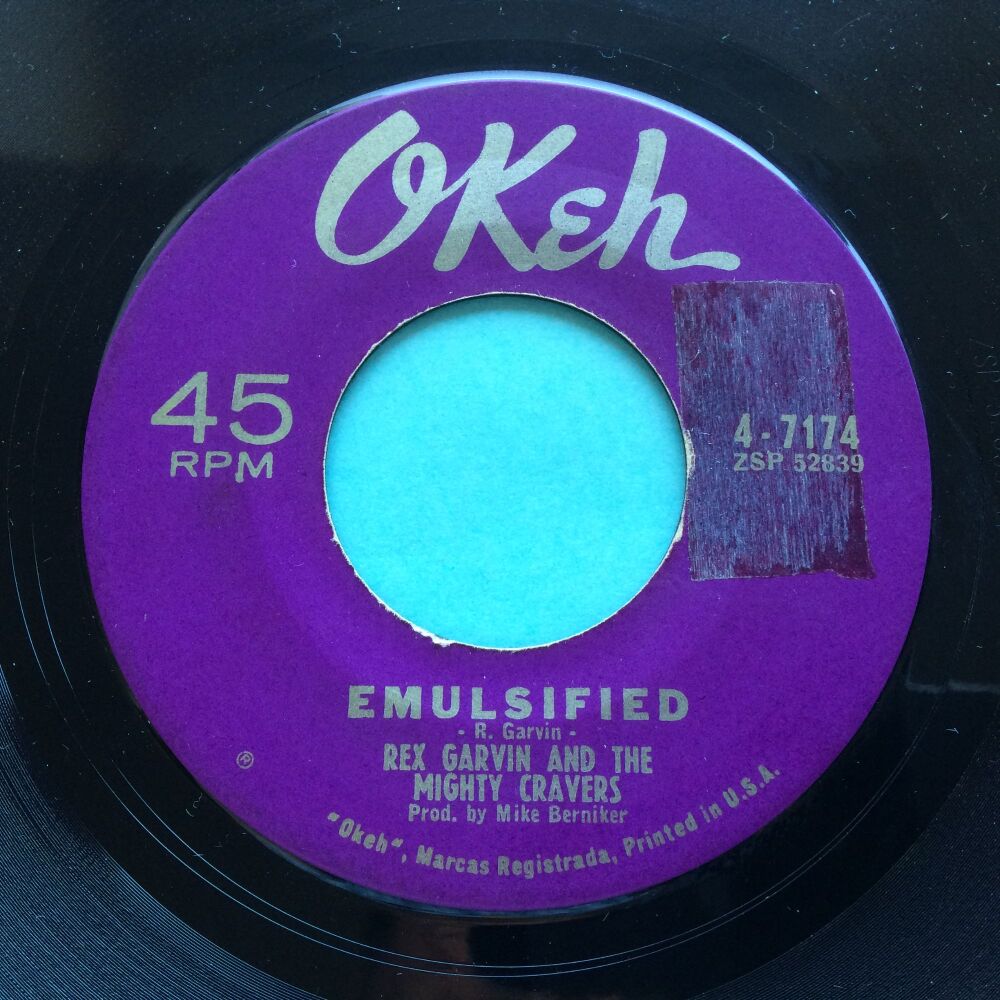 OKeh
45
RPM
4-7174
ZSP 52839
EMULSIFIED
- R. Garvin -
REX GARVIN AND THE
MIGHTY CRAVERS
Prod. by Mike Berniker
®
"Okeh", Marcas Registrada, Printed in U.S.A.